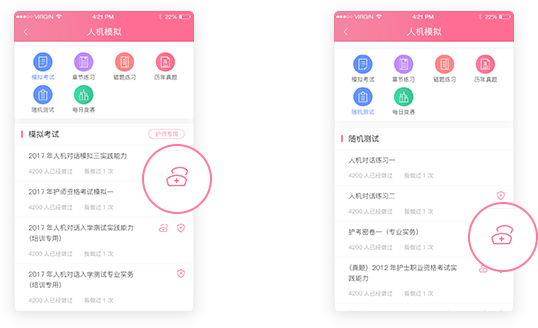 ●●●○○ VIRGIN 4:21 PM 22%
人机模拟
模拟考试 章节练习 错题练习 历年真题
随机测试 每日竞赛
模拟考试 护师专用
2017 年人机对话模拟三实践能力
4200 人已经做过 我做过 1 次
2017 年护师资格考试模拟一
4200 人已经做过 我做过 1 次
2017 年人机对话入学测试实践能力
(培训专用)
4200 人已经做过 我做过 1 次
2017 年人机对话入学测试专业实务
(培训专用)
4200 人已经做过 我做过 1 次
●●●○○ VIRGIN 4:21 PM 22%
人机模拟
模拟考试 章节练习 错题练习 历年真题
随机测试 每日竞赛
随机测试
人机对话练习一
4200 人已经做过 我做过 1 次
人机对话练习二
4200 人已经做过 我做过 1 次
护考密卷一（专业实务）
4200 人已经做过 我做过 1 次
(真题) 2012 年护士职业资格考试实
践能力
4200 人已经做过 我做过 1 次